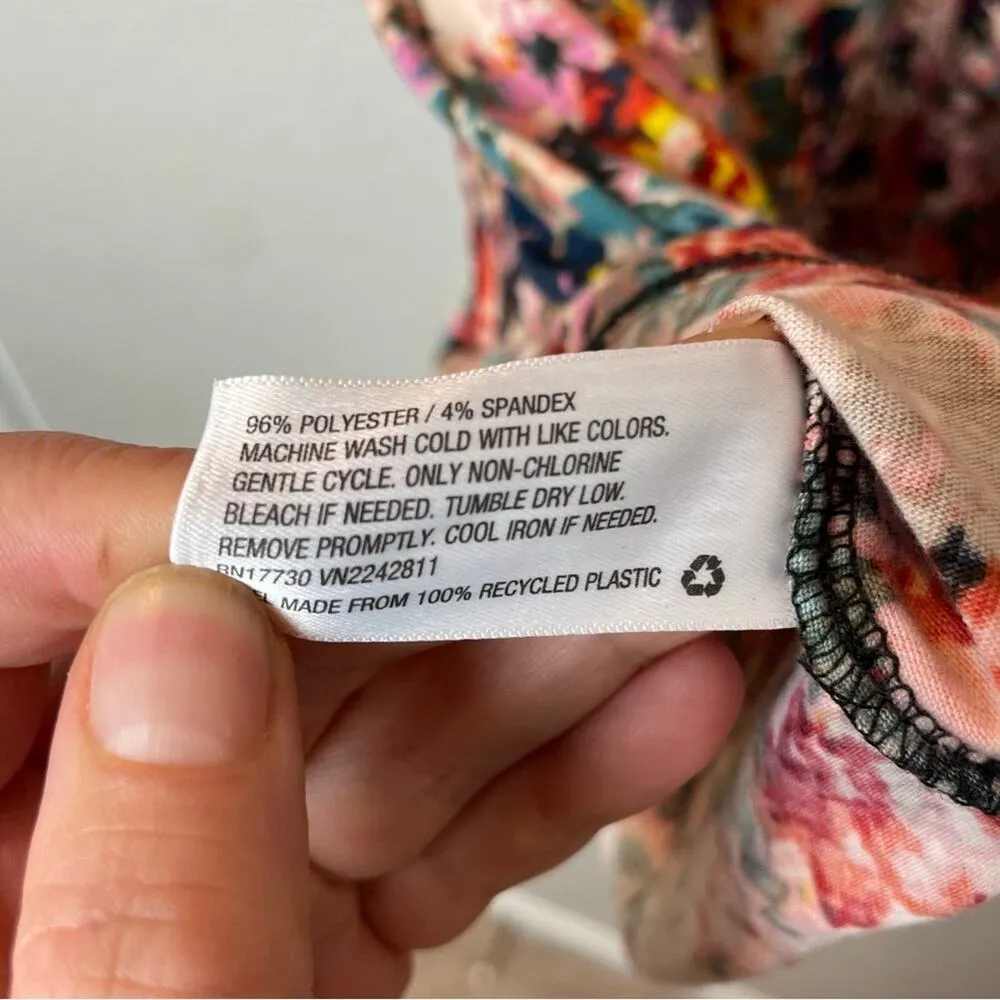 96% POLYESTER / 4% SPANDEX
MACHINE WASH COLD WITH LIKE COLORS.
GENTLE CYCLE. ONLY NON-CHLORINE
BLEACH IF NEEDED. TUMBLE DRY LOW.
REMOVE PROMPTLY. COOL IRON IF NEEDED.
RN17730 VN2242811
MADE FROM 100% RECYCLED PLASTIC